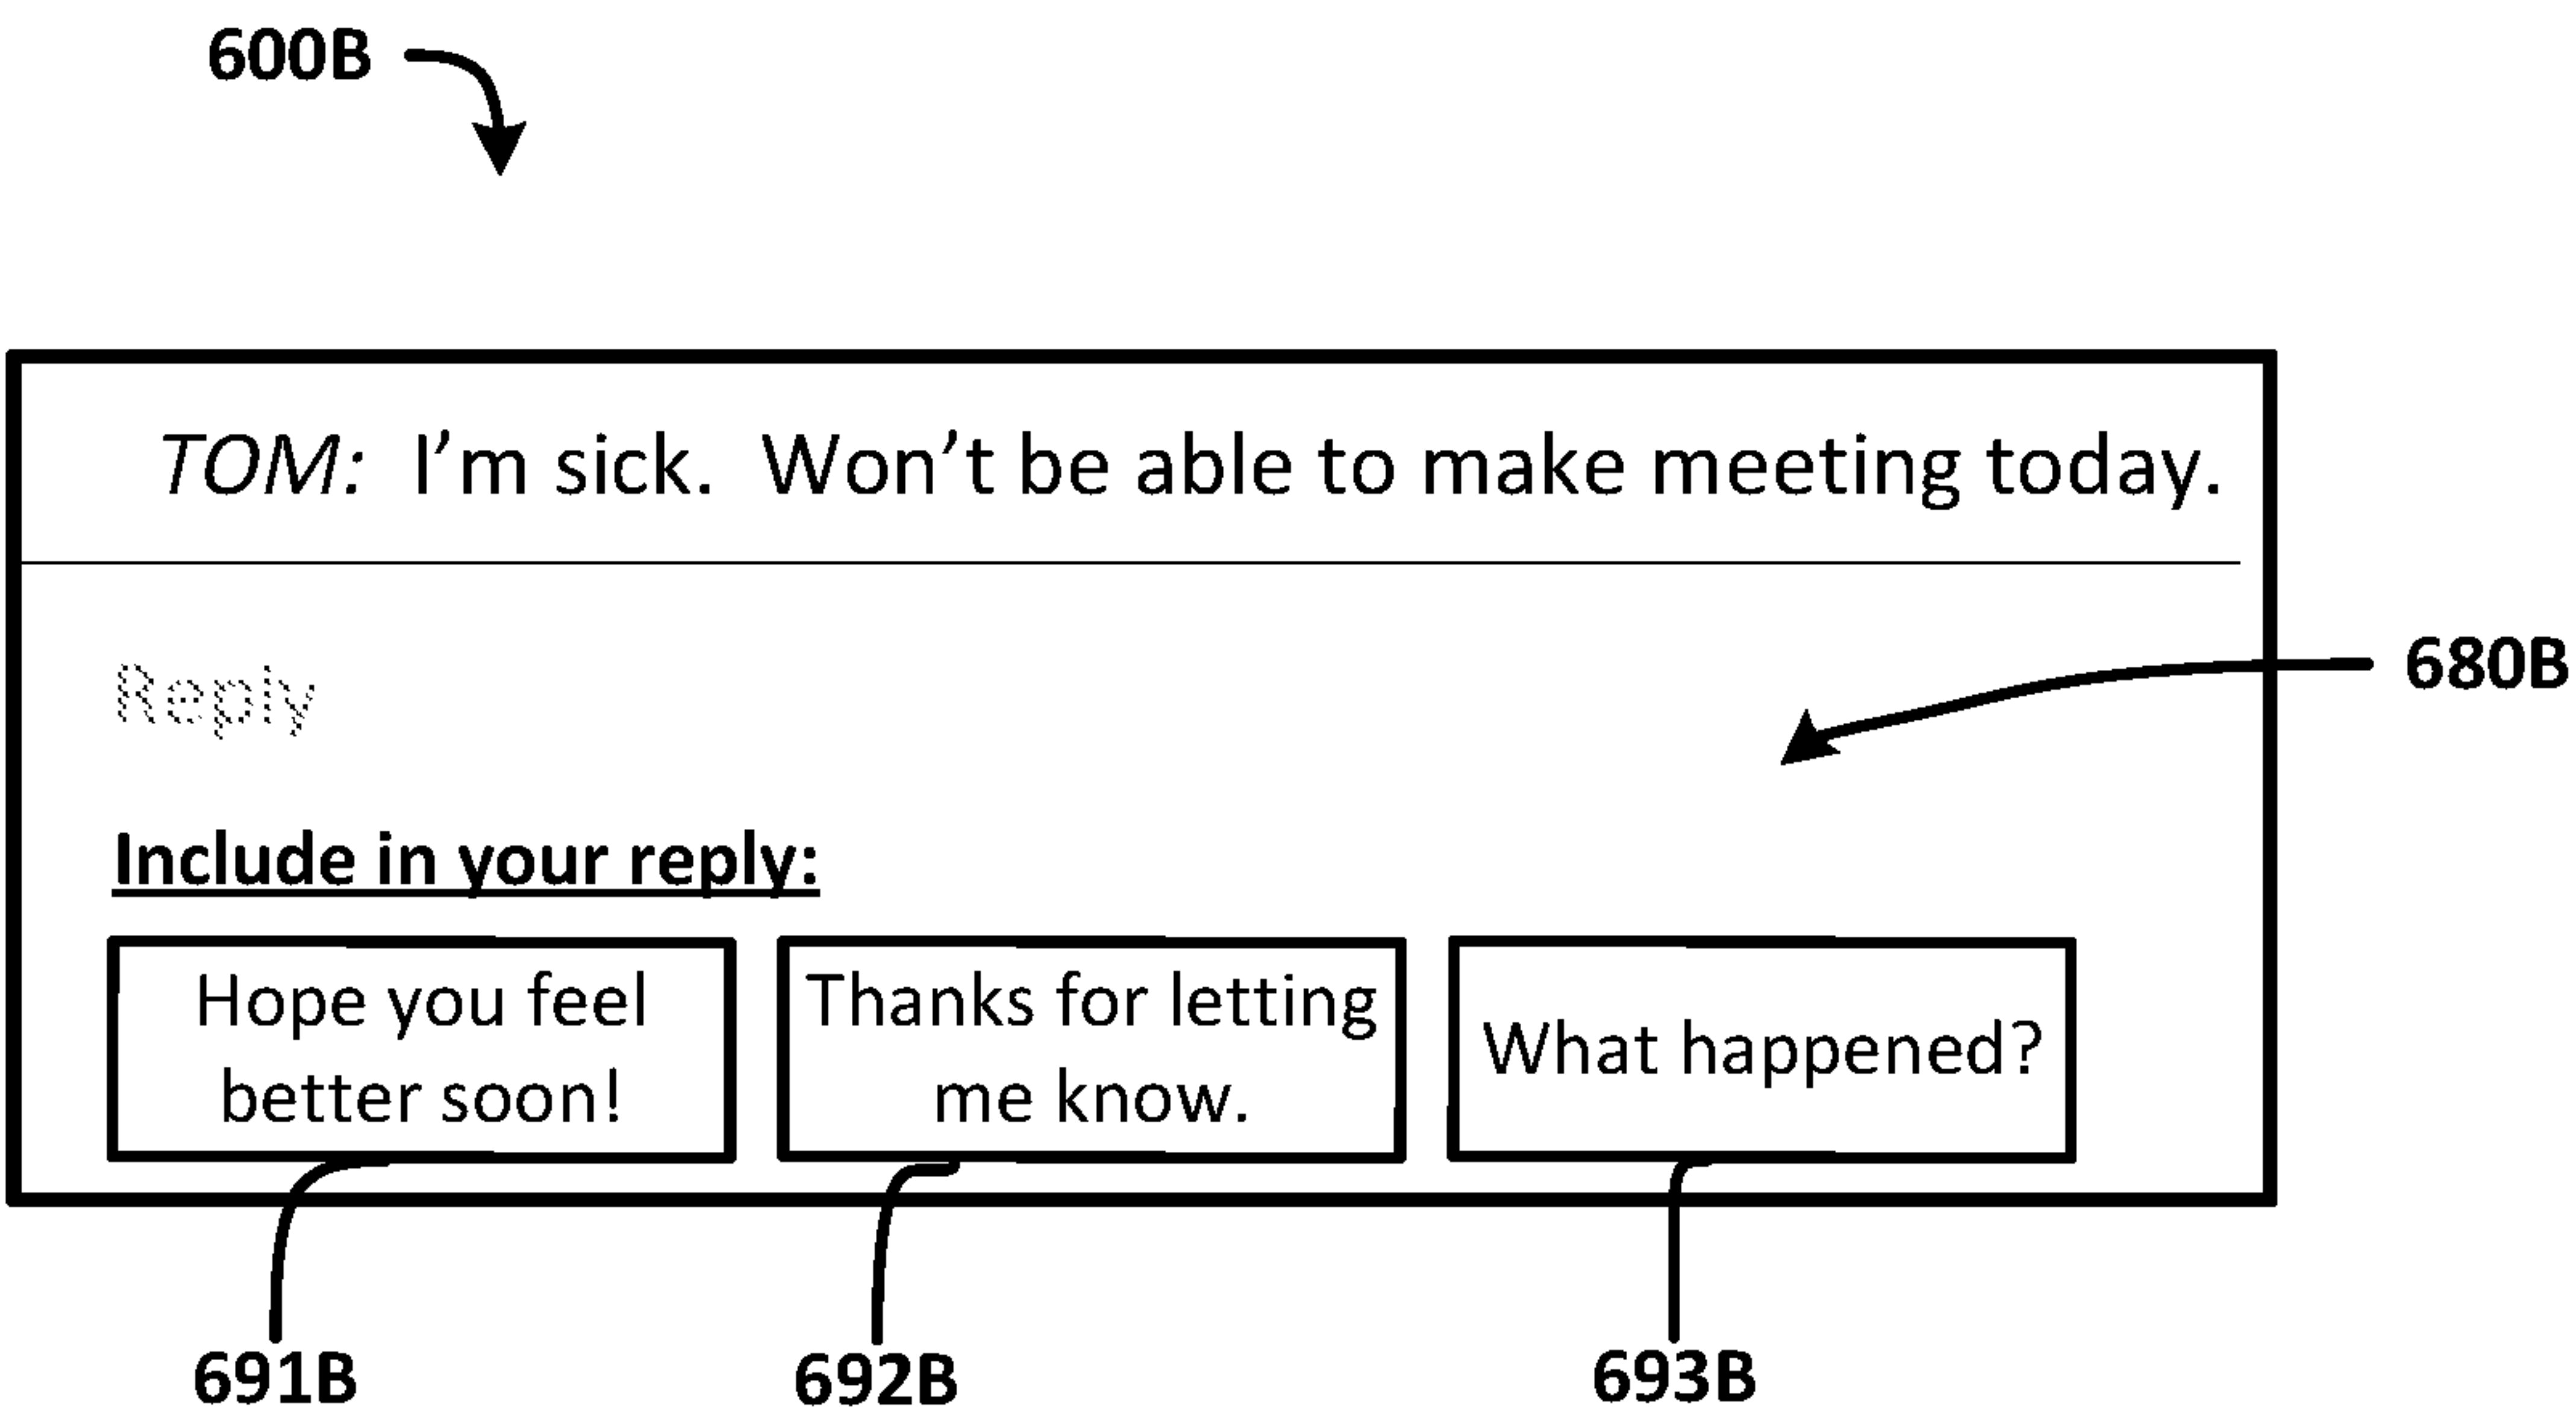 600B
TOM: I'm sick. Won't be able to make meeting today.
Reply
680B
Include in your reply:
Hope you feel
better soon!
Thanks for letting
me know.
What happened?
691B
692B
693B